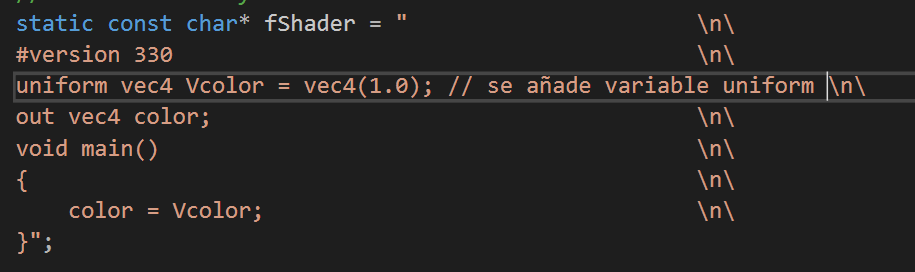 static const char* fShader = " \n\
#version 330 \n\
uniform vec4 Vcolor = vec4(1.0); // se añade variable uniform \n\
out vec4 color; \n\
void main() \n\
{ \n\
    color = Vcolor; \n\
}";